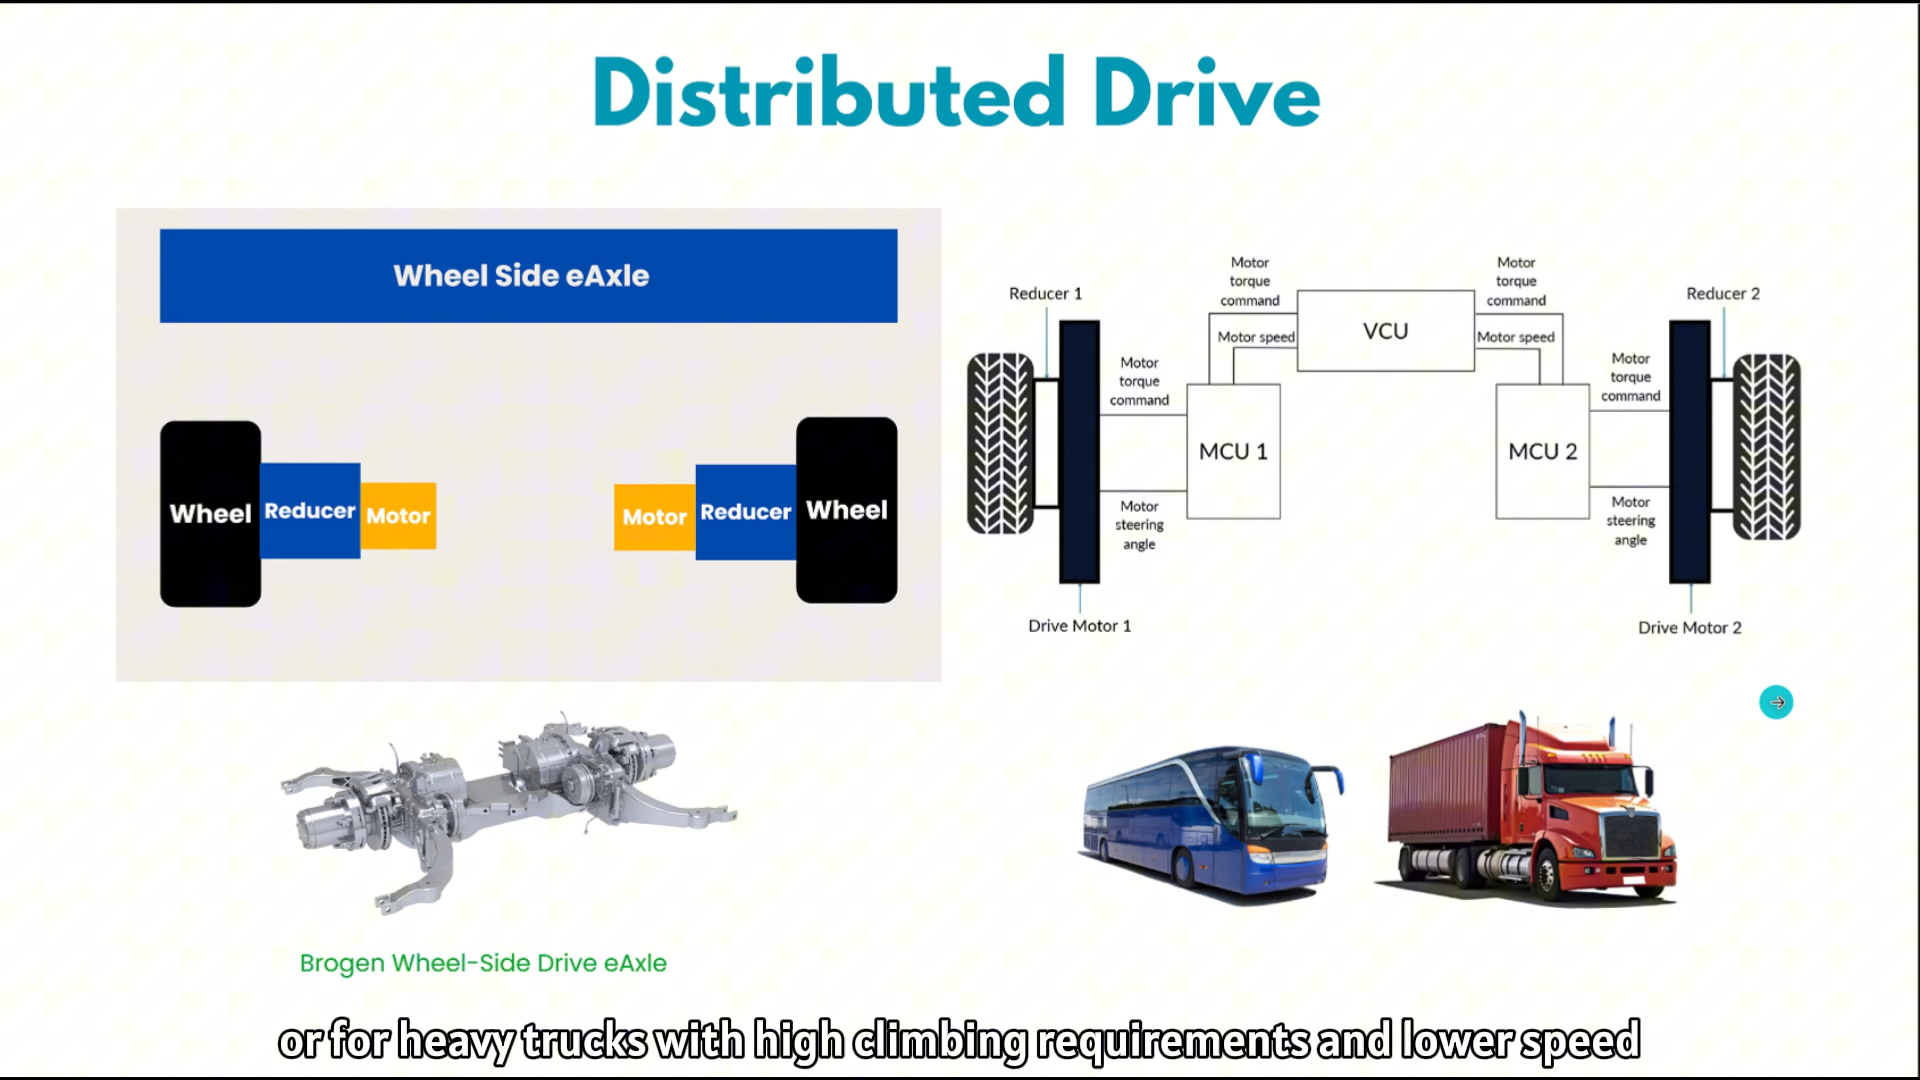 Distributed Drive
Wheel Side eAxle
Wheel
Reducer
Motor
Motor
Reducer
Wheel
Brogen Wheel-Side Drive eAxle
Reducer 1
Motor
torque
command
Motor speed
VCU
Motor
torque
command
Motor speed
Reducer 2
Motor
torque
command
MCU 1
Motor
steering
angle
MCU 2
Motor
torque
command
Motor
steering
angle
Drive Motor 1
Drive Motor 2
or for heavy trucks with high climbing requirements and lower speed